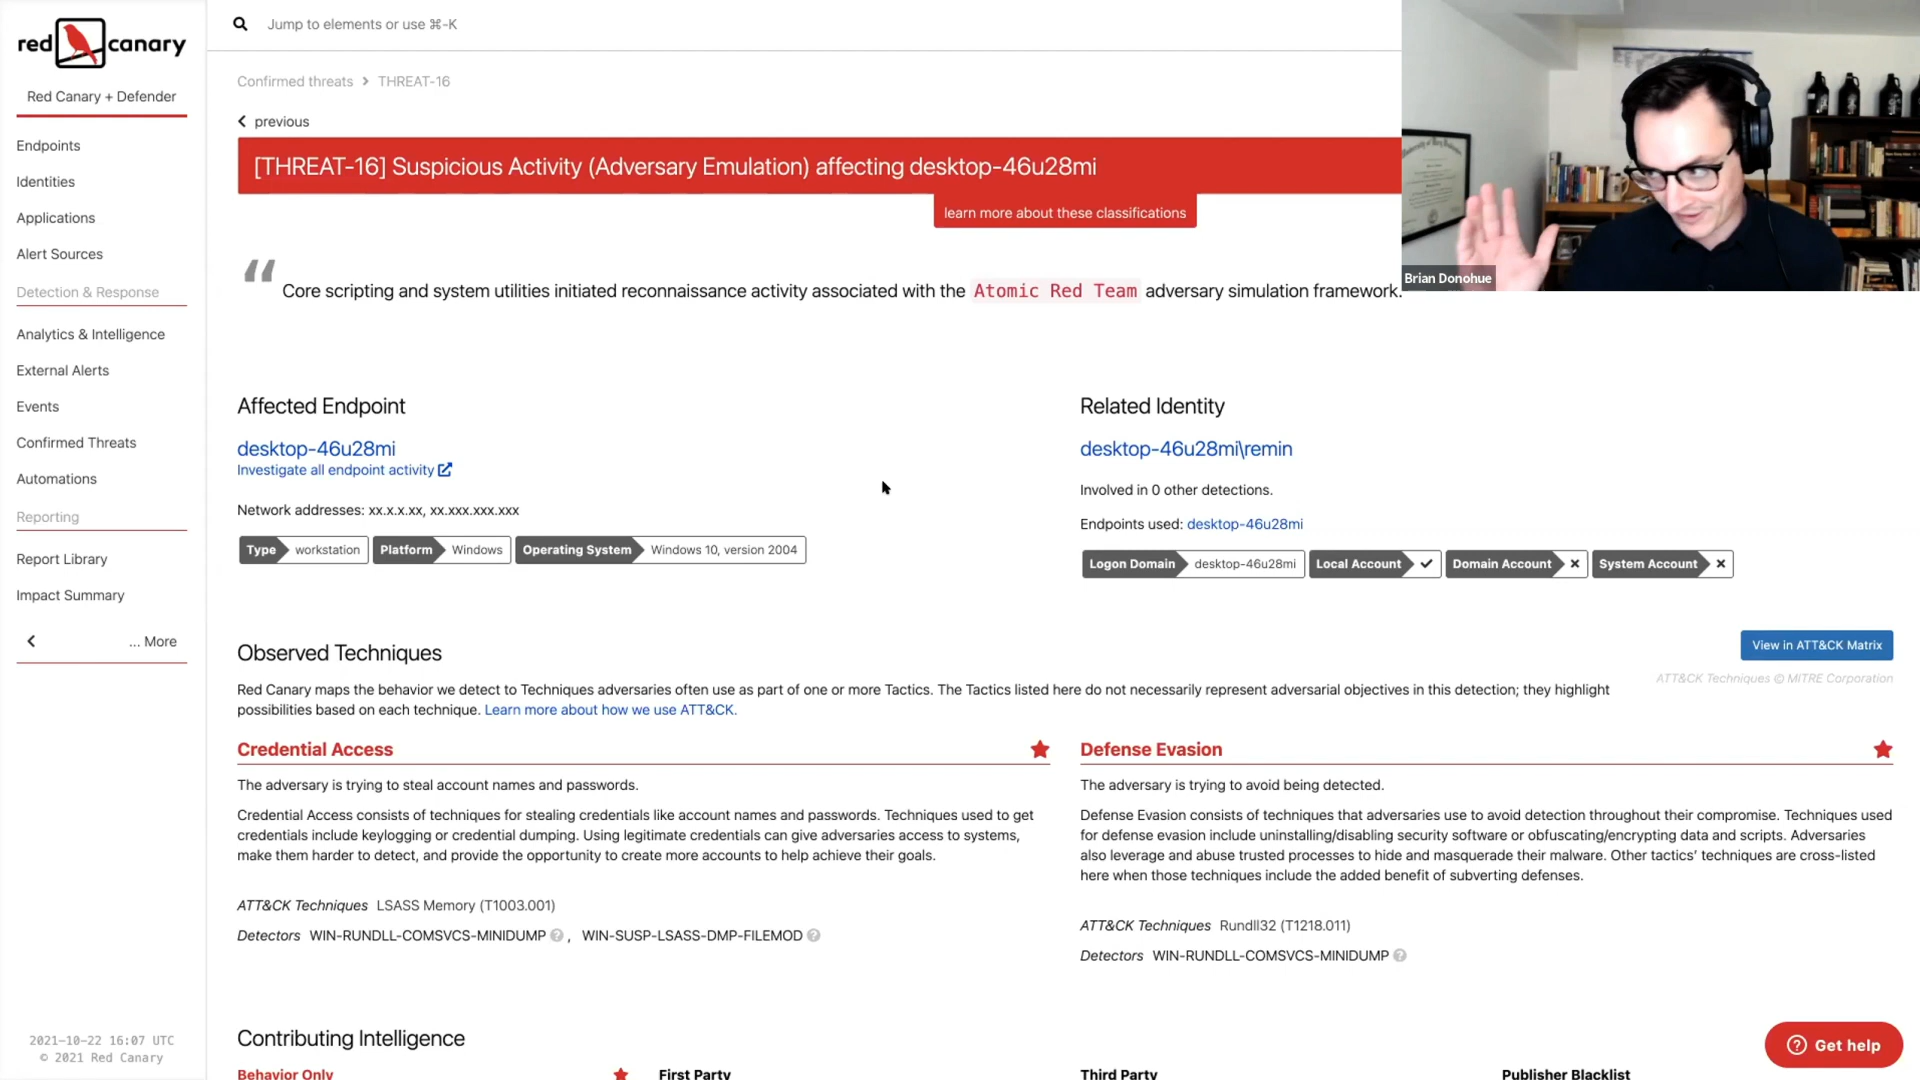 red canary
Jump to elements or use ⌘-K
Red Canary + Defender
Endpoints
Identities
Applications
Alert Sources
Detection & Response
Analytics & Intelligence
External Alerts
Events
Confirmed Threats
Automations
Reporting
Report Library
Impact Summary
... More
2021-10-22 16:07 UTC
© 2021 Red Canary
Confirmed threats > THREAT-16
previous
[THREAT-16] Suspicious Activity (Adversary Emulation) affecting desktop-46u28mi
learn more about these classifications
“ Core scripting and system utilities initiated reconnaissance activity associated with the Atomic Red Team adversary simulation framework.
Brian Donohue
Affected Endpoint
desktop-46u28mi
Investigate all endpoint activity
Network addresses: xx.x.x.xx, xx.xxx.xxx.xxx
Type workstation Platform Windows Operating System Windows 10, version 2004
Related Identity
desktop-46u28mi\remin
Involved in 0 other detections.
Endpoints used: desktop-46u28mi
Logon Domain desktop-46u28mi Local Account ✓ Domain Account ✗ System Account ✗
Observed Techniques
View in ATT&CK Matrix
ATT&CK Techniques © MITRE Corporation
Red Canary maps the behavior we detect to Techniques adversaries often use as part of one or more Tactics. The Tactics listed here do not necessarily represent adversarial objectives in this detection; they highlight
possibilities based on each technique. Learn more about how we use ATT&CK.
Credential Access
The adversary is trying to steal account names and passwords.
Credential Access consists of techniques for stealing credentials like account names and passwords. Techniques used to get
credentials include keylogging or credential dumping. Using legitimate credentials can give adversaries access to systems,
make them harder to detect, and provide the opportunity to create more accounts to help achieve their goals.
ATT&CK Techniques LSASS Memory (T1003.001)
Detectors WIN-RUNDLL-COMSVCS-MINIDUMP ? , WIN-SUSP-LSASS-DMP-FILEMOD ?
Defense Evasion
The adversary is trying to avoid being detected.
Defense Evasion consists of techniques that adversaries use to avoid detection throughout their compromise. Techniques used
for defense evasion include uninstalling/disabling security software or obfuscating/encrypting data and scripts. Adversaries
also leverage and abuse trusted processes to hide and masquerade their malware. Other tactics’ techniques are cross-listed
here when those techniques include the added benefit of subverting defenses.
ATT&CK Techniques Rundll32 (T1218.011)
Detectors WIN-RUNDLL-COMSVCS-MINIDUMP ?
Contributing Intelligence
Behavior Only
First Party
Third Party
Publisher Blacklist
? Get help